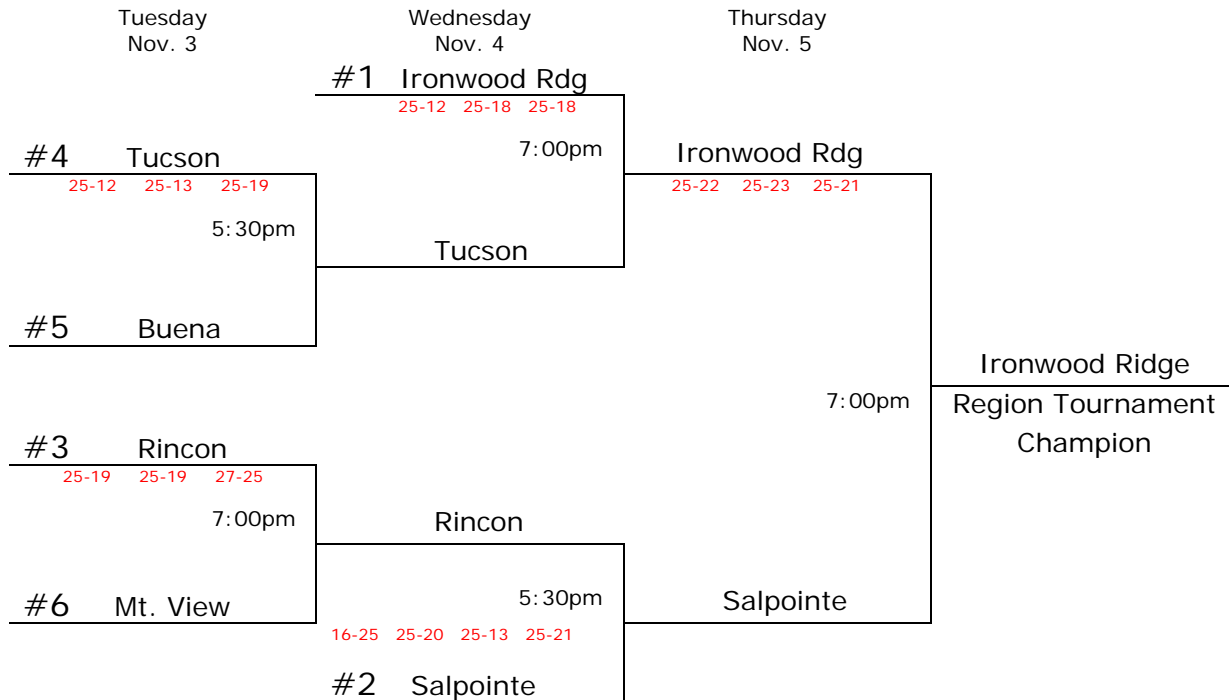 Tuesday
Nov. 3
Wednesday
Nov. 4
Thursday
Nov. 5
#1 Ironwood Rdg
25-12 25-18 25-18
7:00pm
#4 Tucson
25-12 25-13 25-19
5:30pm
Ironwood Rdg
25-22 25-23 25-21
Tucson
#5 Buena
Ironwood Ridge
7:00pm
Region Tournament
Champion
#3 Rincon
25-19 25-19 27-25
7:00pm
Rincon
#6 Mt. View
5:30pm
Salpointe
16-25 25-20 25-13 25-21
#2 Salpointe